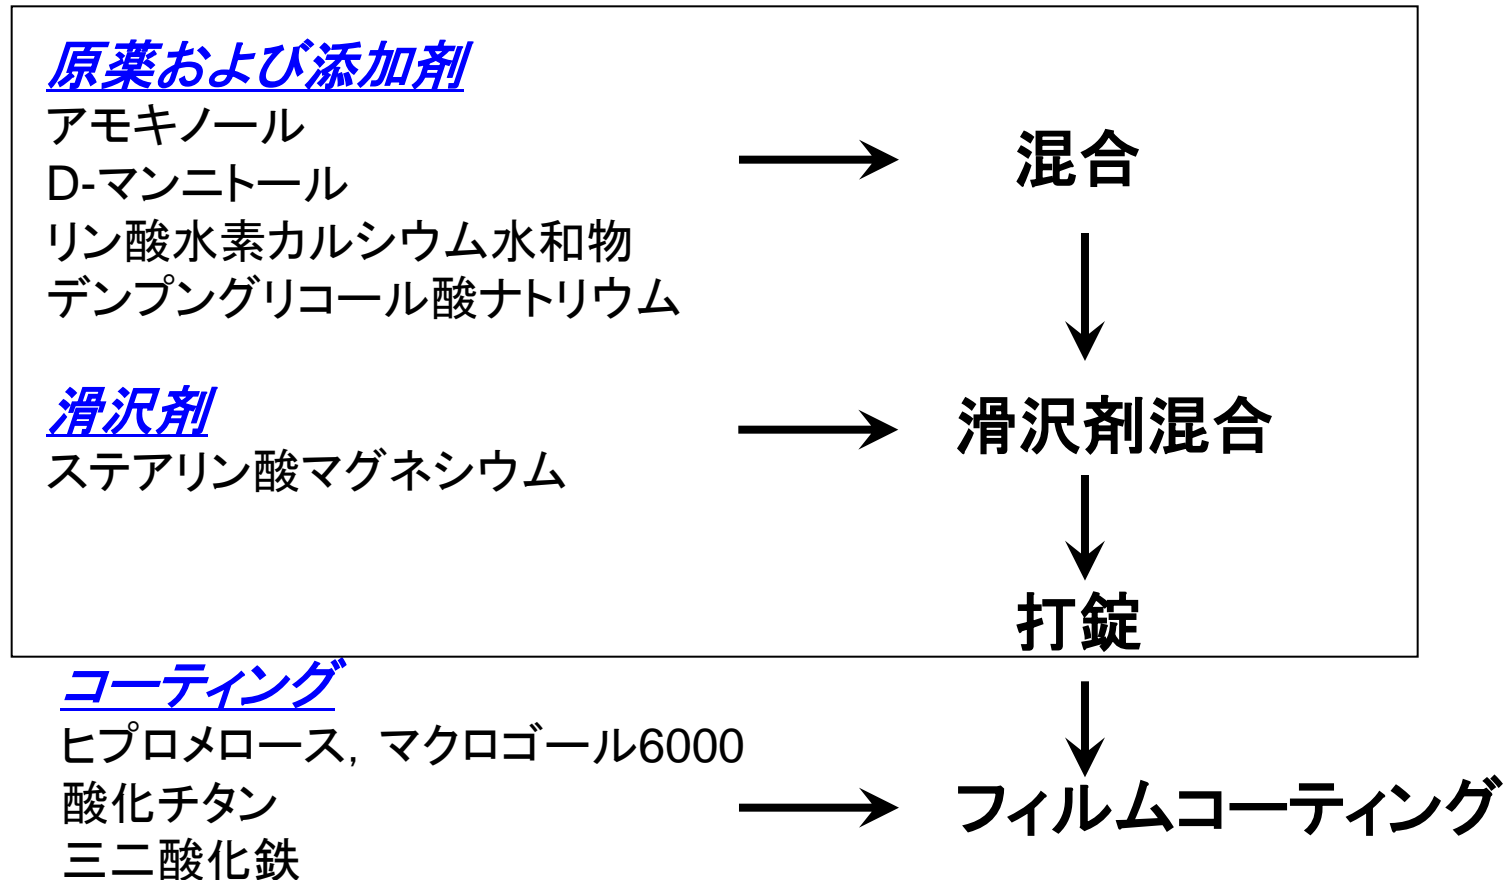 原薬および添加剤
アモキノール
D-マンニトール
リン酸水素カルシウム水和物
デンプングリコール酸ナトリウム
混合
滑沢剤
ステアリン酸マグネシウム
滑沢剤混合
打錠
コーティング
ヒプロメロース, マクロゴール6000
酸化チタン
三二酸化鉄
フィルムコーティング